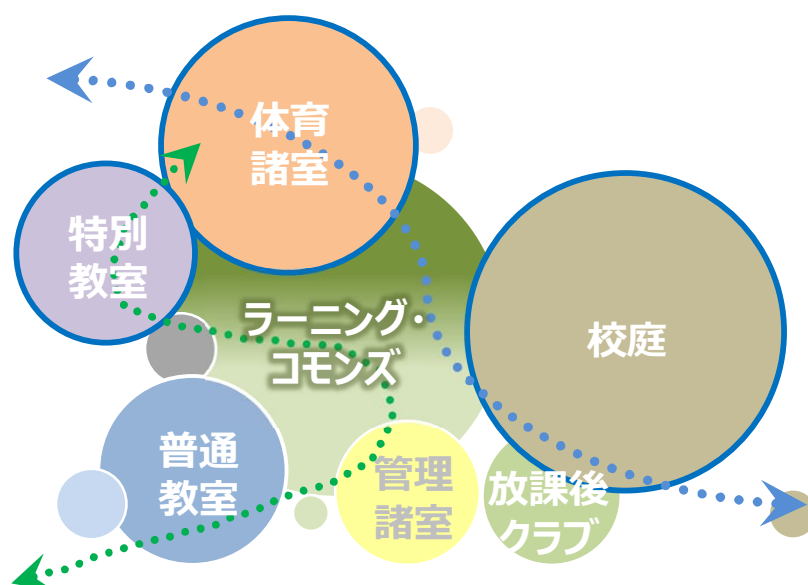 体育
諸室
特別
教室
ラーニング・
コモンズ
校庭
普通
教室
管理
諸室
放課後
クラブ